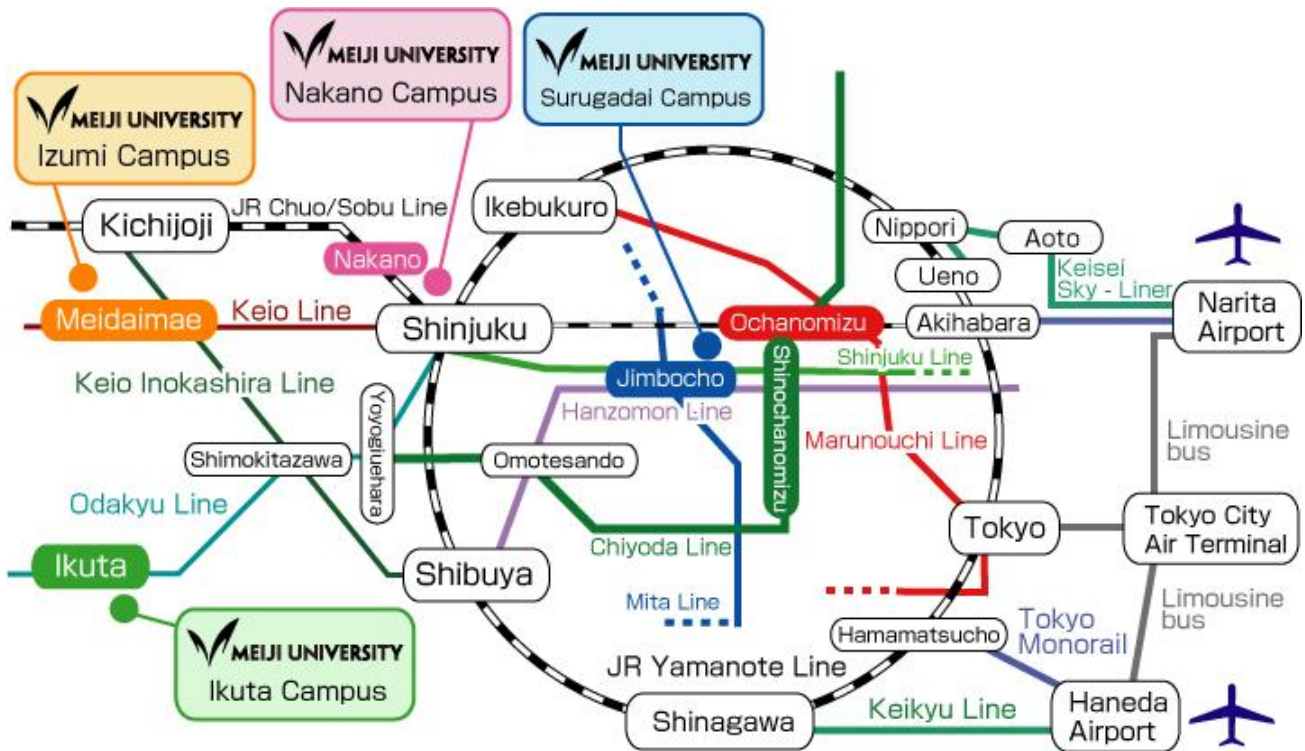 MEIJI UNIVERSITY
Nakano Campus
MEIJI UNIVERSITY
Surugadai Campus
MEIJI UNIVERSITY
Izumi Campus
Kichijoji
JR Chuo/Sobu Line
Ikebukuro
Nippori
Aoto
Nakano
Ueno
Keisei
Sky - Liner
Narita
Airport
Meidaimae
Keio Line
Shinjuku
Ochanomizu
Akihabara
Shinjuku Line
Keio Inokashira Line
Jimbocho
Shinochanomizu
Hanzomon Line
Yoyogiuehara
Marunouchi Line
Limousine
bus
Shimokitazawa
Omotesando
Odakyu Line
Tokyo
Tokyo City
Air Terminal
Chiyoda Line
Ikuta
Shibuya
Mita Line
Limousine
bus
Hamamatsucho
Tokyo
Monorail
MEIJI UNIVERSITY
Ikuta Campus
JR Yamanote Line
Shinagawa
Keikyu Line
Haneda
Airport